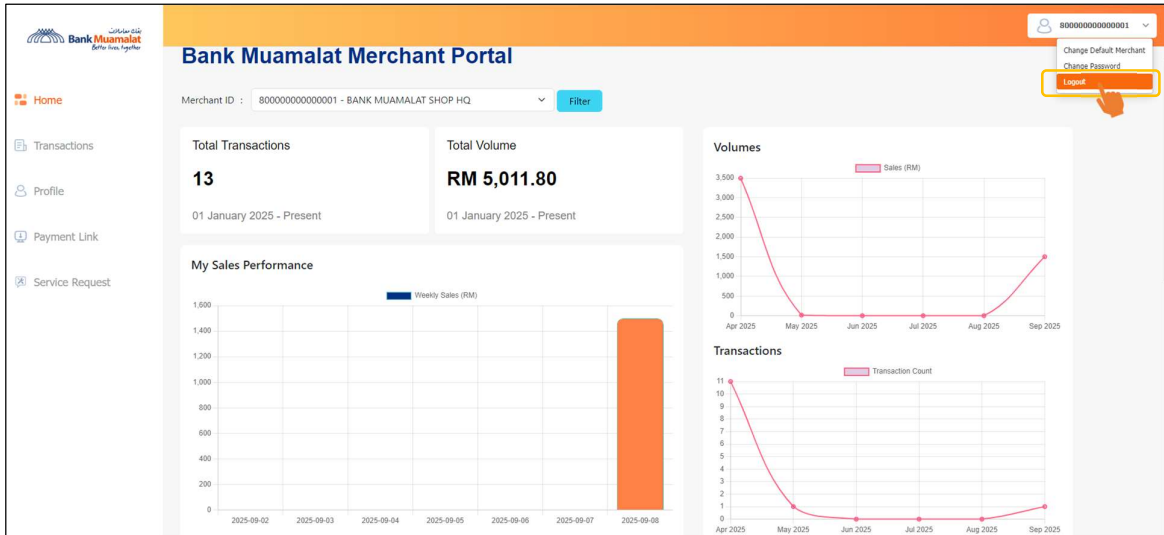 بنك معاملات
Bank Muamalat
Better lives, together
80000000000001
Change Default Merchant
Change Password
Logout
Bank Muamalat Merchant Portal
Home
Transactions
Profile
Payment Link
Service Request
Merchant ID :
80000000000001 - BANK MUAMALAT SHOP HQ
Filter
Total Transactions
13
01 January 2025 - Present
Total Volume
RM 5,011.80
01 January 2025 - Present
My Sales Performance
Weekly Sales (RM)
1,600
1,400
1,200
1,000
800
600
400
200
0
2025-09-02 2025-09-03 2025-09-04 2025-09-05 2025-09-06 2025-09-07 2025-09-08
Volumes
Sales (RM)
3,500
3,000
2,500
2,000
1,500
1,000
500
0
Apr 2025 May 2025 Jun 2025 Jul 2025 Aug 2025 Sep 2025
Transactions
Transaction Count
11
10
9
8
7
6
5
4
3
2
1
0
Apr 2025 May 2025 Jun 2025 Jul 2025 Aug 2025 Sep 2025